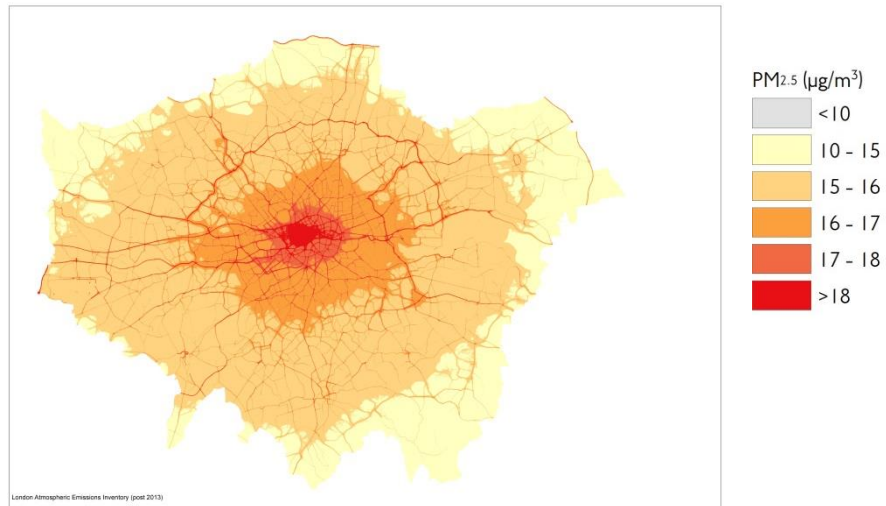 PM2.5 (µg/m³)
<10
10 - 15
15 - 16
16 - 17
17 - 18
>18
London Atmospheric Emissions Inventory (post 2013)